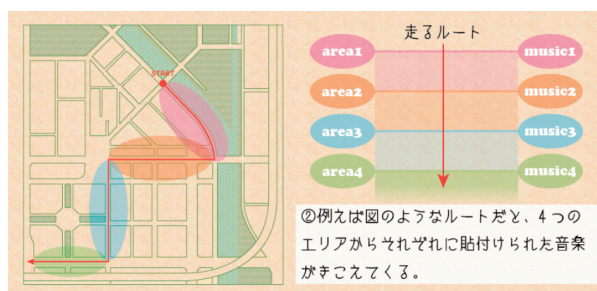 START
走るルート
area1 music1
area2 music2
area3 music3
area4 music4
②例えば図のようなルートだと、4つの
エリアからそれぞれに貼付けられた音楽
がきこえてくる。